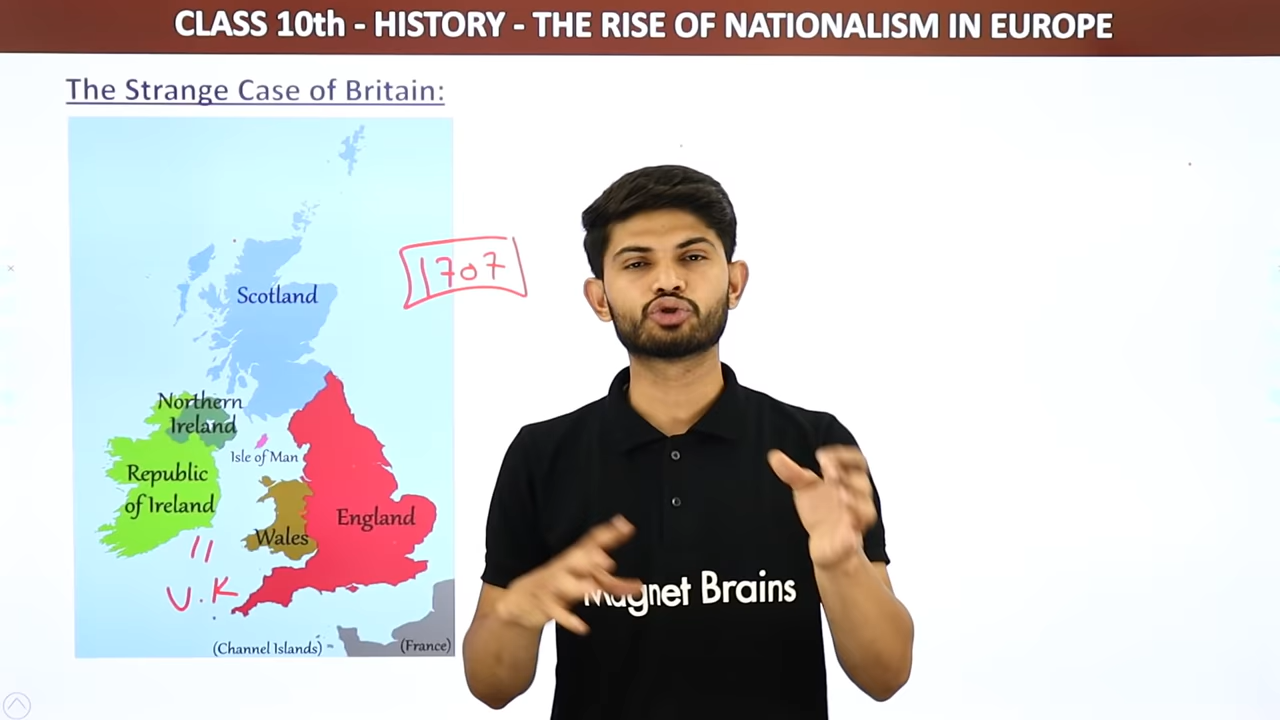 CLASS 10th - HISTORY - THE RISE OF NATIONALISM IN EUROPE
The Strange Case of Britain:
1707
Scotland
Northern
Ireland
Isle of Man
Republic
of Ireland
England
Wales
11
U.K
(Channel Islands)
(France)
Magnet Brains